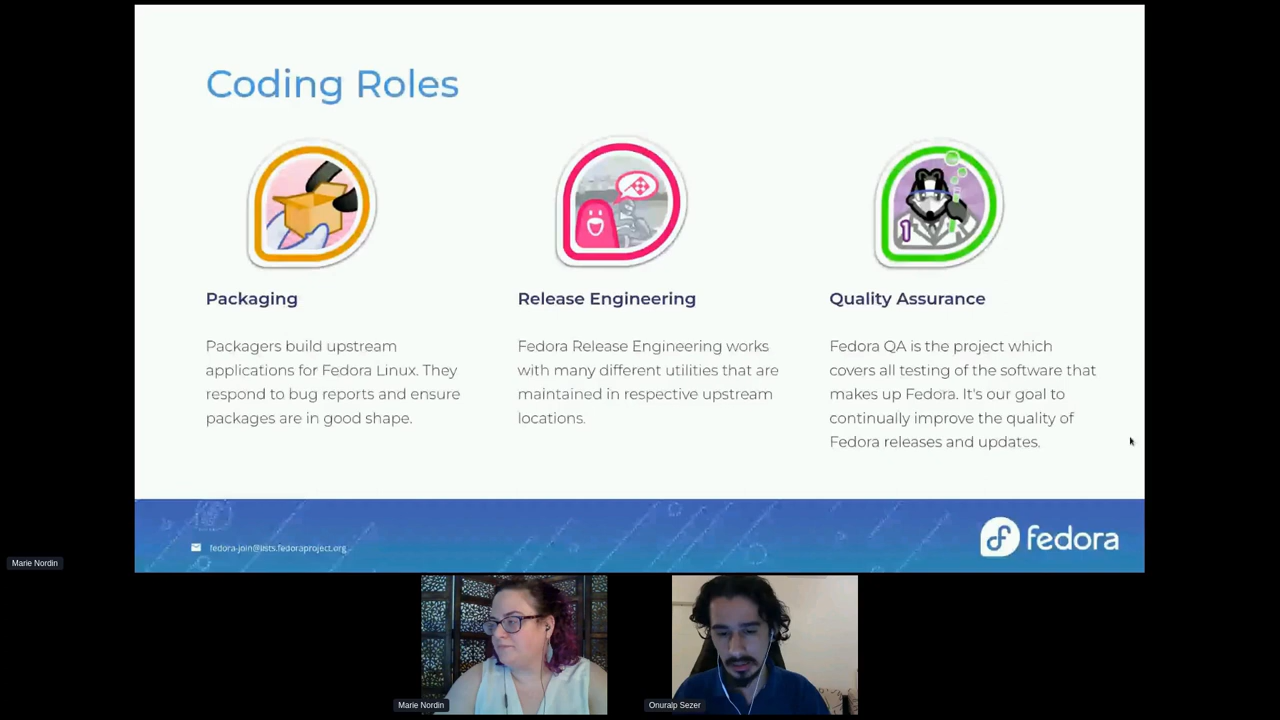 Coding Roles
Packaging
Packagers build upstream
applications for Fedora Linux. They
respond to bug reports and ensure
packages are in good shape.
Release Engineering
Fedora Release Engineering works
with many different utilities that are
maintained in respective upstream
locations.
Quality Assurance
Fedora QA is the project which
covers all testing of the software that
makes up Fedora. It's our goal to
continually improve the quality of
Fedora releases and updates.
fedora-join@lists.fedoraproject.org
fedora
Marie Nordin
Marie Nordin
Onuralp Sezer